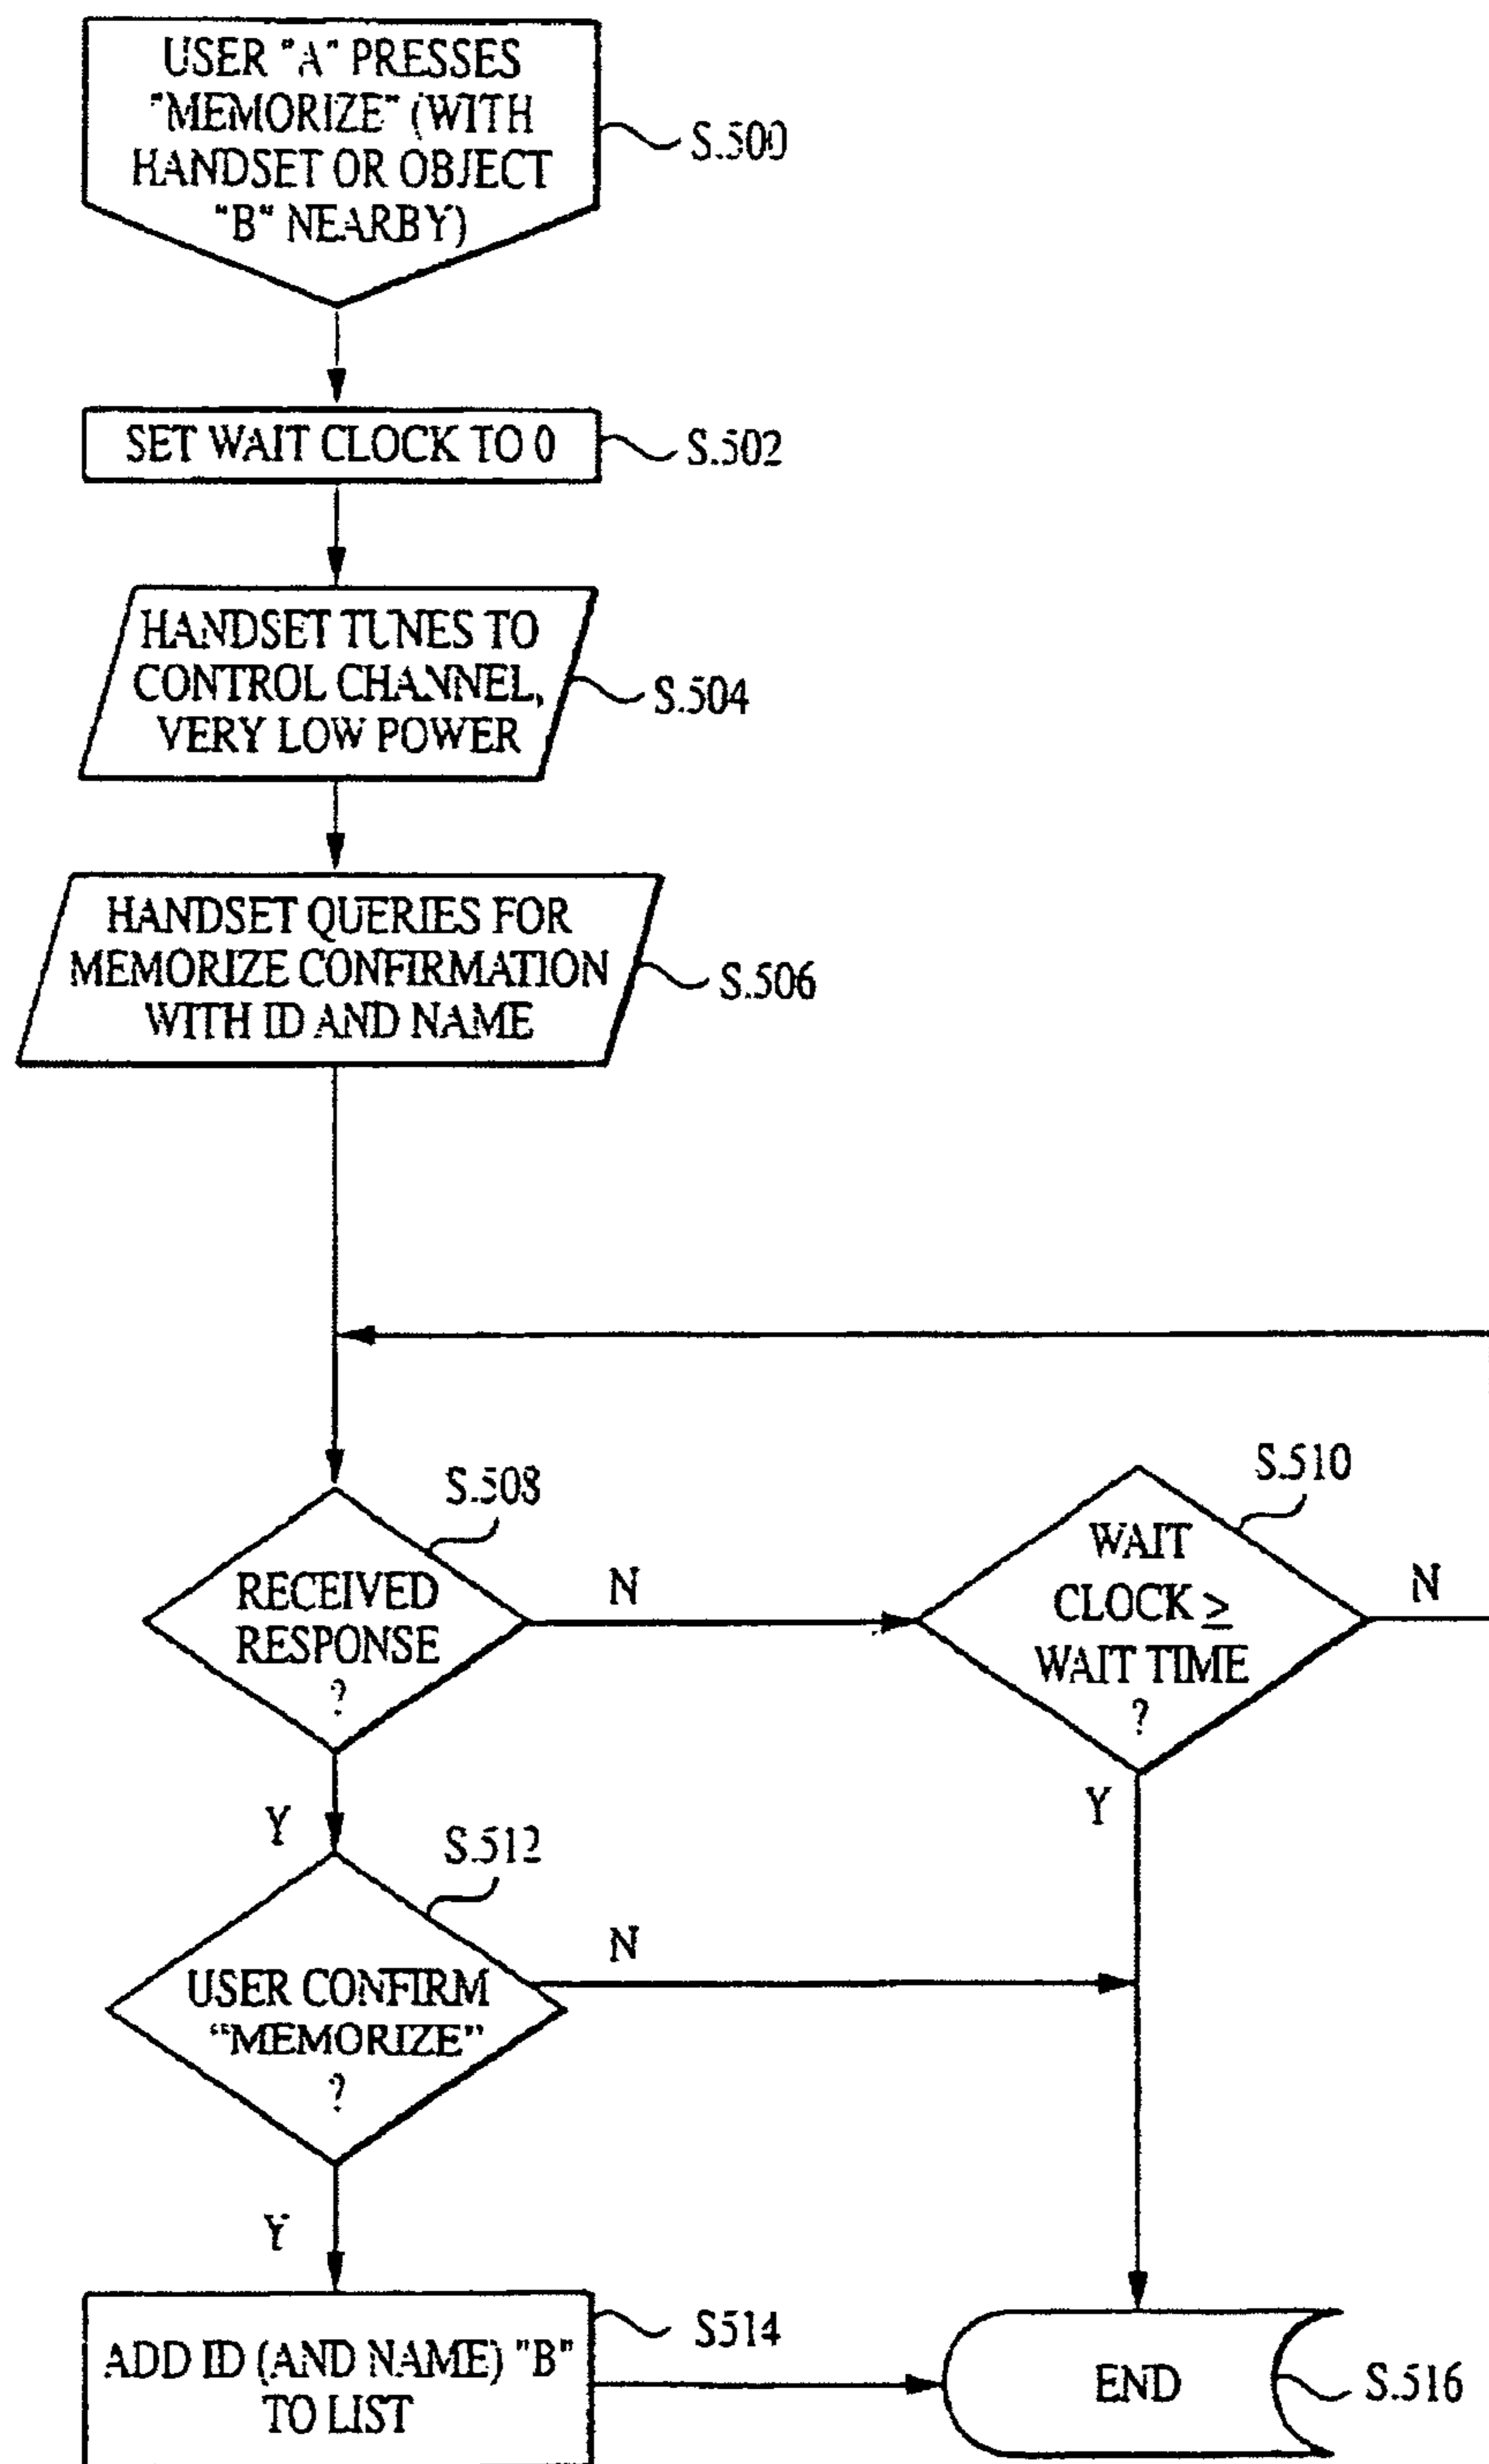 USER "A" PRESSES
"MEMORIZE" (WITH
HANDSET OR OBJECT
"B" NEARBY)
S.500
SET WAIT CLOCK TO 0
S.502
HANDSET TUNES TO
CONTROL CHANNEL,
VERY LOW POWER
S.504
HANDSET QUERIES FOR
MEMORIZE CONFIRMATION
WITH ID AND NAME
S.506
S.508
RECEIVED
RESPONSE
?
N
S.510
WAIT
CLOCK ≥
WAIT TIME
?
N
Y
Y
S.512
USER CONFIRM
"MEMORIZE"
?
N
Y
ADD ID (AND NAME) "B"
TO LIST
S514
END
S.516